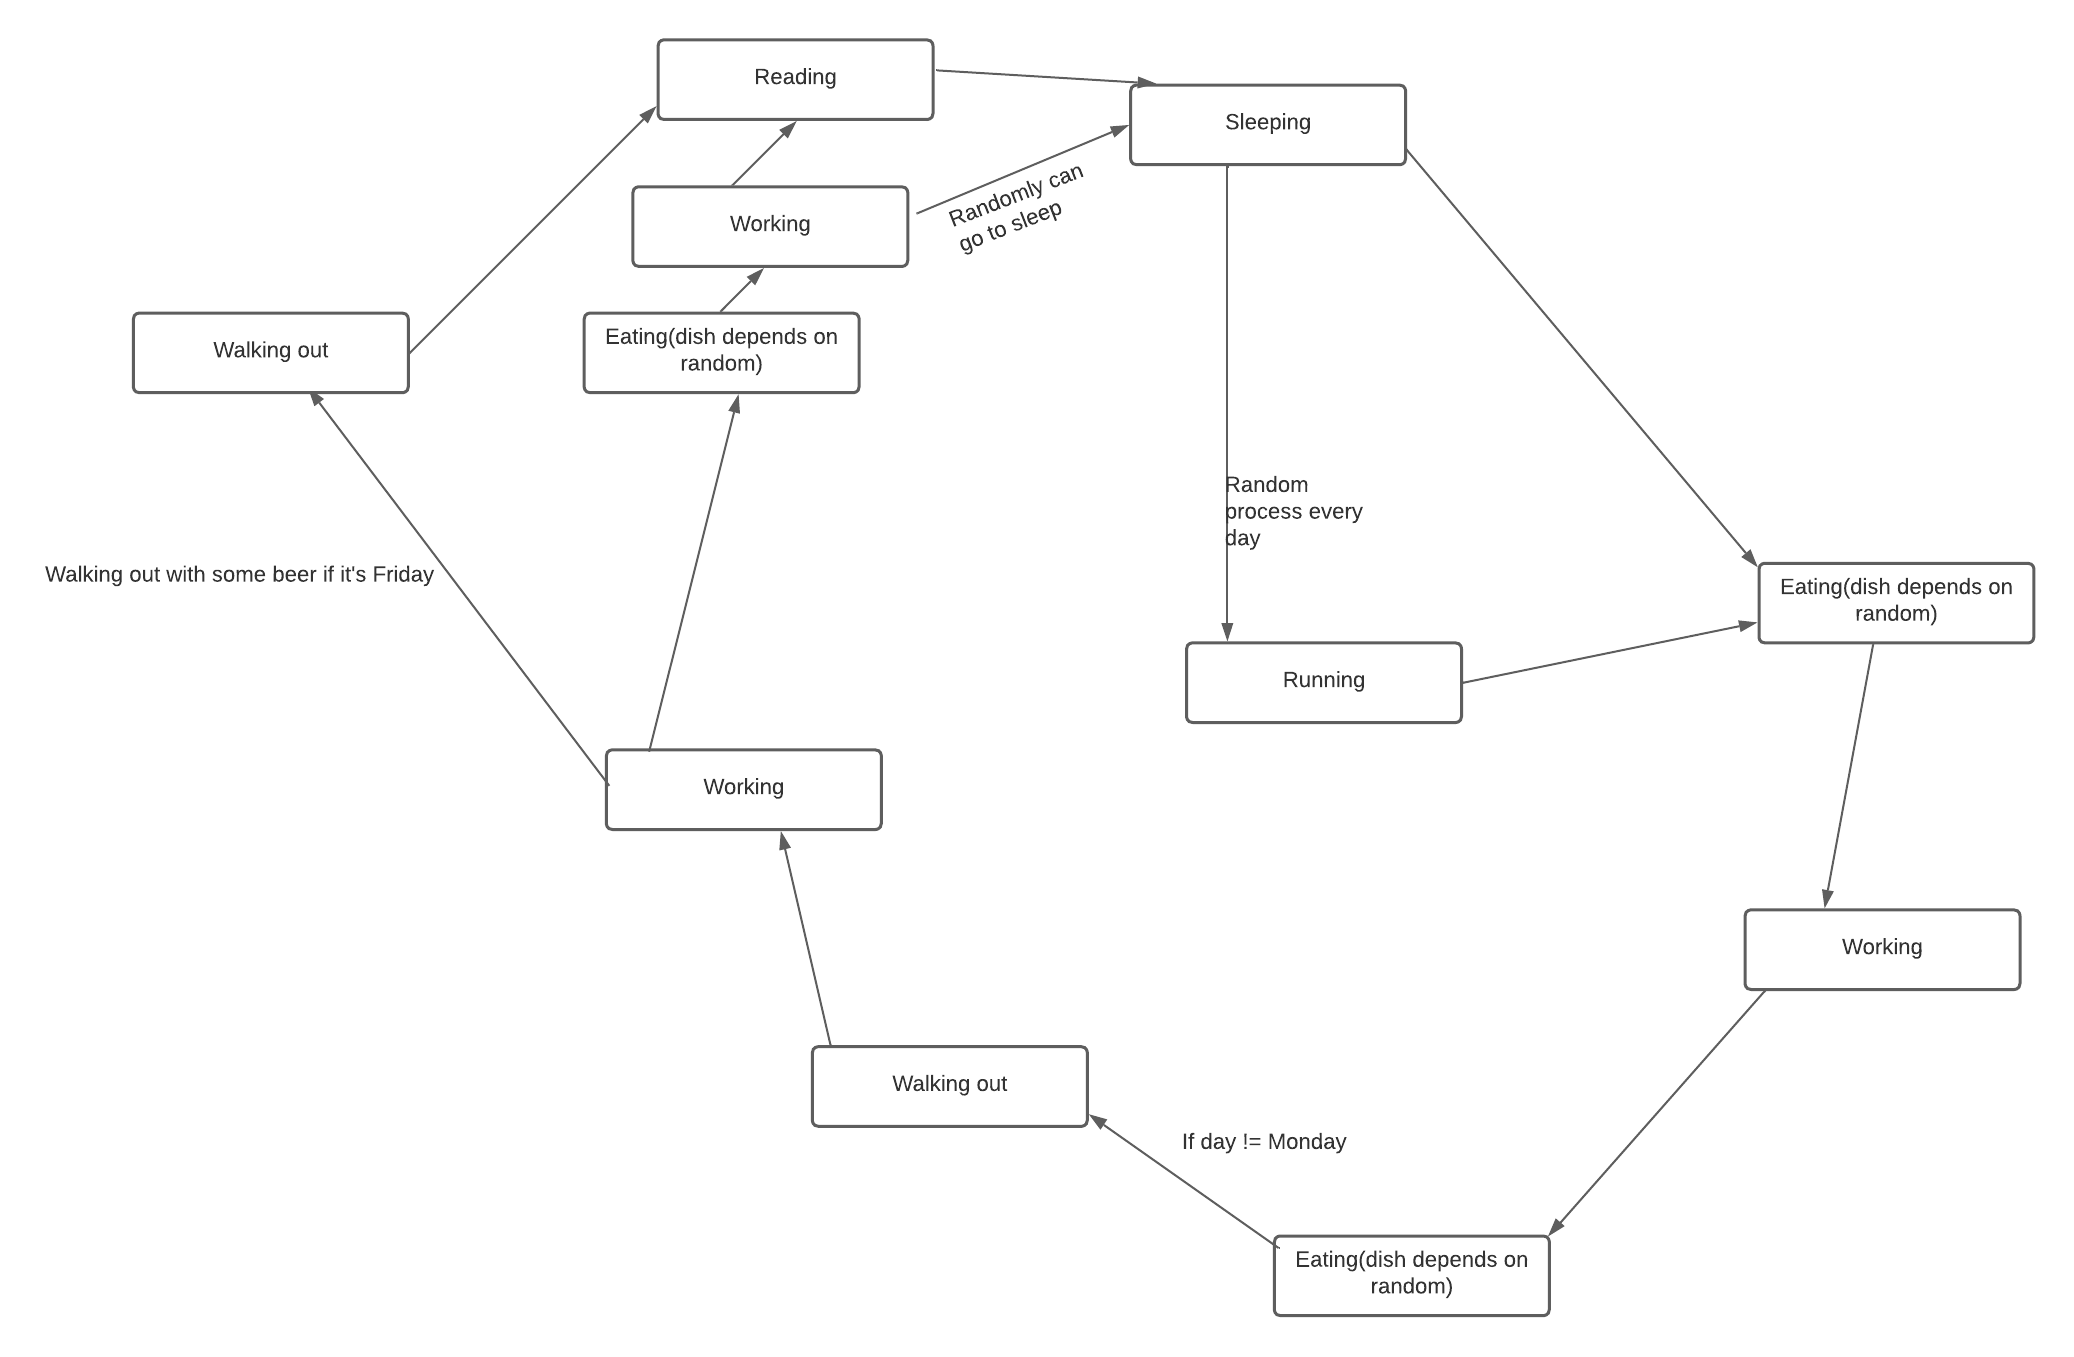 Reading
Sleeping
Randomly can
go to sleep
Working
Walking out
Eating(dish depends on
random)
Random
process every
day
Walking out with some beer if it's Friday
Eating(dish depends on
random)
Running
Working
Working
Walking out
If day != Monday
Eating(dish depends on
random)